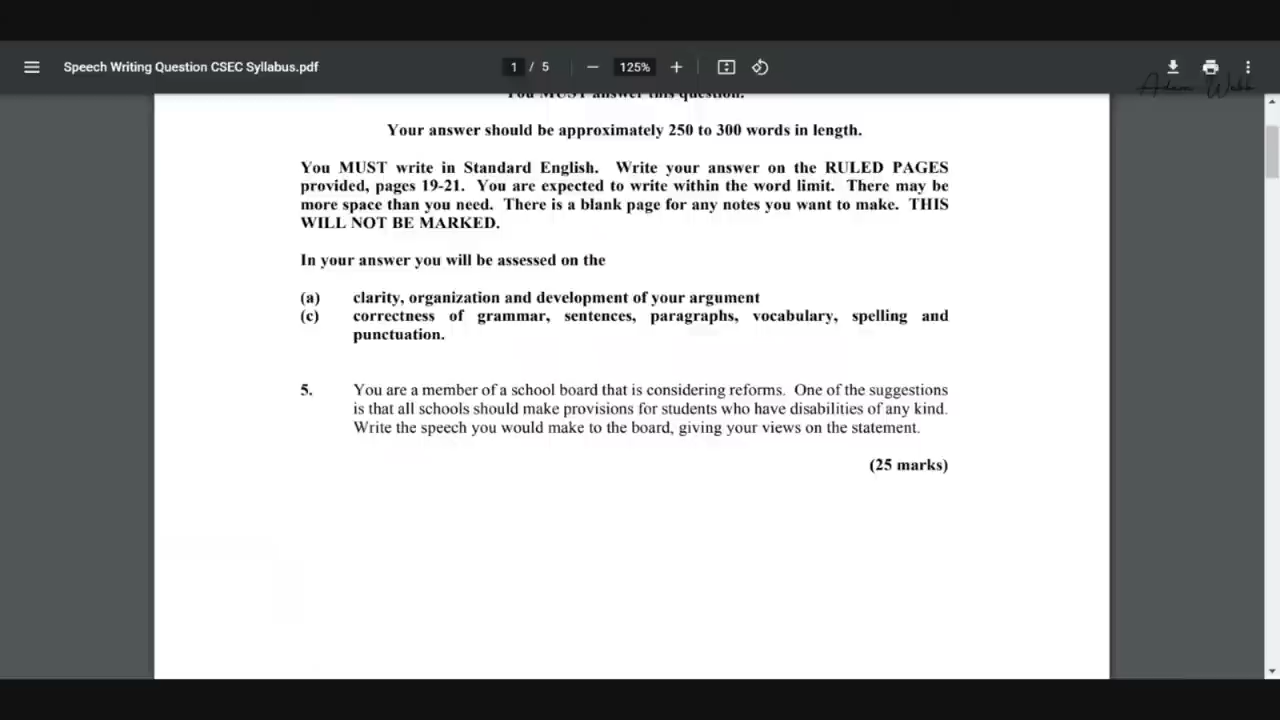 Speech Writing Question CSEC Syllabus.pdf
1 / 5
125%
Adam Webb
You MUST answer this question.
Your answer should be approximately 250 to 300 words in length.
You MUST write in Standard English. Write your answer on the RULED PAGES
provided, pages 19-21. You are expected to write within the word limit. There may be
more space than you need. There is a blank page for any notes you want to make. THIS
WILL NOT BE MARKED.
In your answer you will be assessed on the
(a) clarity, organization and development of your argument
(c) correctness of grammar, sentences, paragraphs, vocabulary, spelling and
punctuation.
5. You are a member of a school board that is considering reforms. One of the suggestions
is that all schools should make provisions for students who have disabilities of any kind.
Write the speech you would make to the board, giving your views on the statement.
(25 marks)